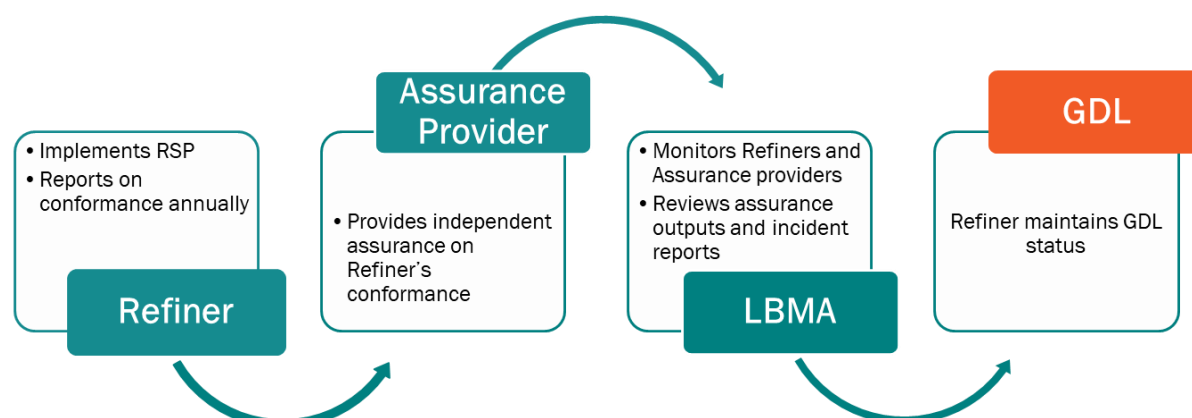 • Implements RSP
• Reports on
conformance annually
Refiner
Assurance
Provider
• Provides independent
assurance on
Refiner's
conformance
• Monitors Refiners and
Assurance providers
• Reviews assurance
outputs and incident
reports
LBMA
GDL
Refiner maintains GDL
status